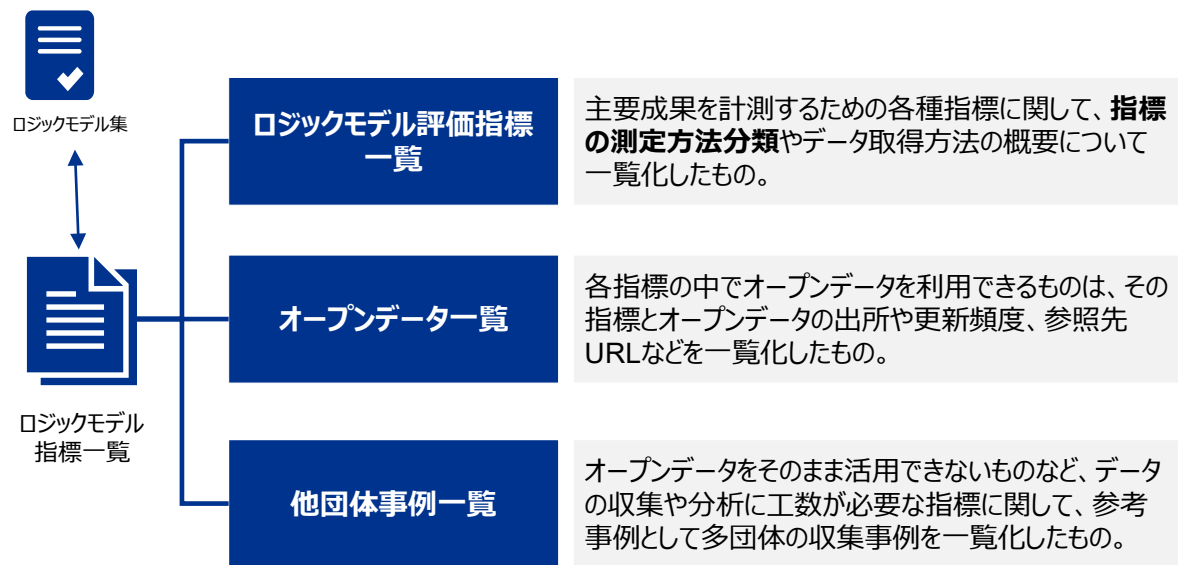 ロジックモデル集
ロジックモデル
指標一覧
ロジックモデル評価指標
一覧
主要成果を計測するための各種指標に関して、指標
の測定方法分類やデータ取得方法の概要について
一覧化したもの。
オープンデータ一覧
各指標の中でオープンデータを利用できるものは、その
指標とオープンデータの出所や更新頻度、参照先
URLなどを一覧化したもの。
他団体事例一覧
オープンデータをそのまま活用できないものなど、データ
の収集や分析に工数が必要な指標に関して、参考
事例として多団体の収集事例を一覧化したもの。